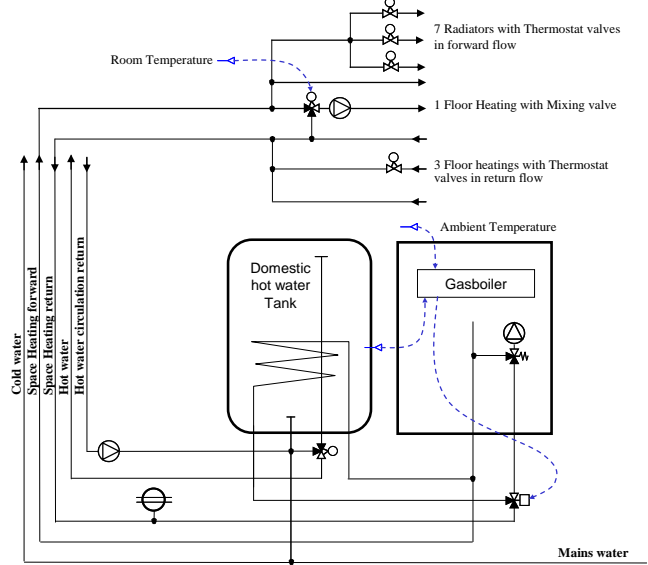 7 Radiators with Thermostat valves
in forward flow
Room Temperature
1 Floor Heating with Mixing valve
3 Floor heatings with Thermostat
valves in return flow
Ambient Temperature
Domestic
hot water
Tank
Gasboiler
Cold water
Space Heating forward
Space Heating return
Hot water
Hot water circulation return
Mains water